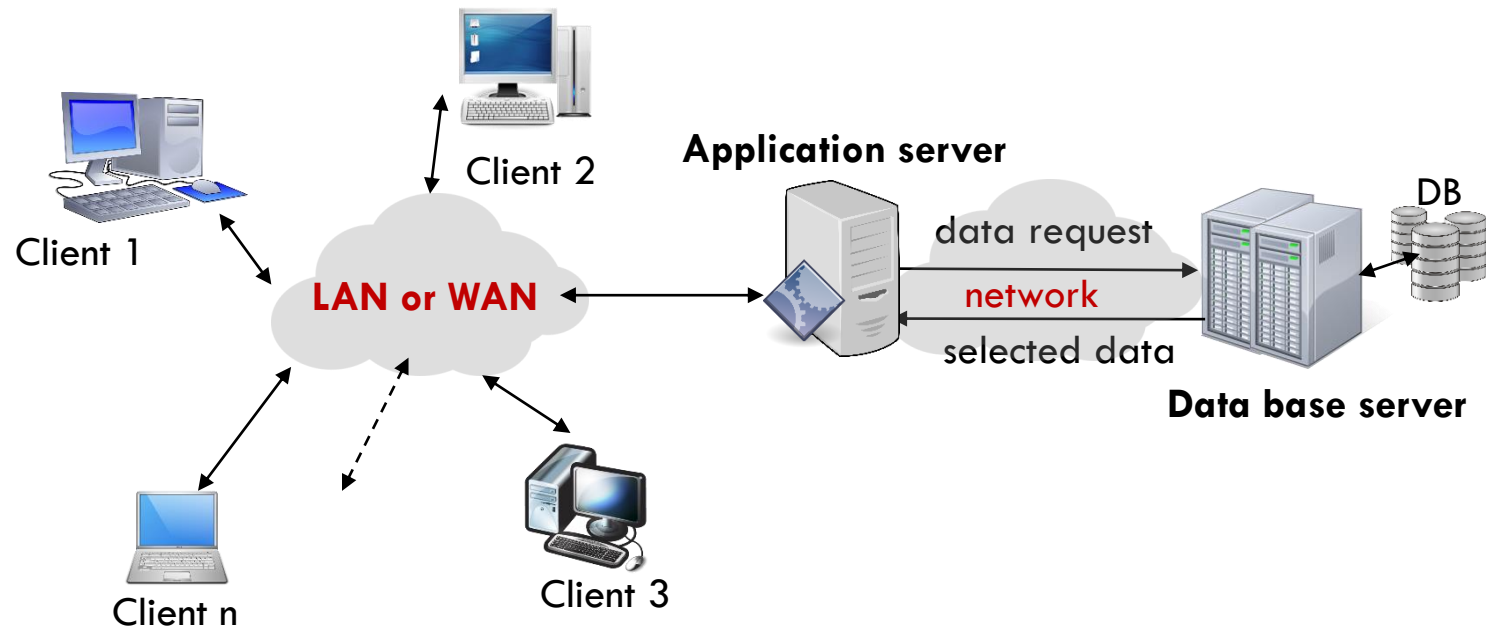 Client 1
Client 2
LAN or WAN
Client n
Client 3
Application server
data request
network
selected data
DB
Data base server